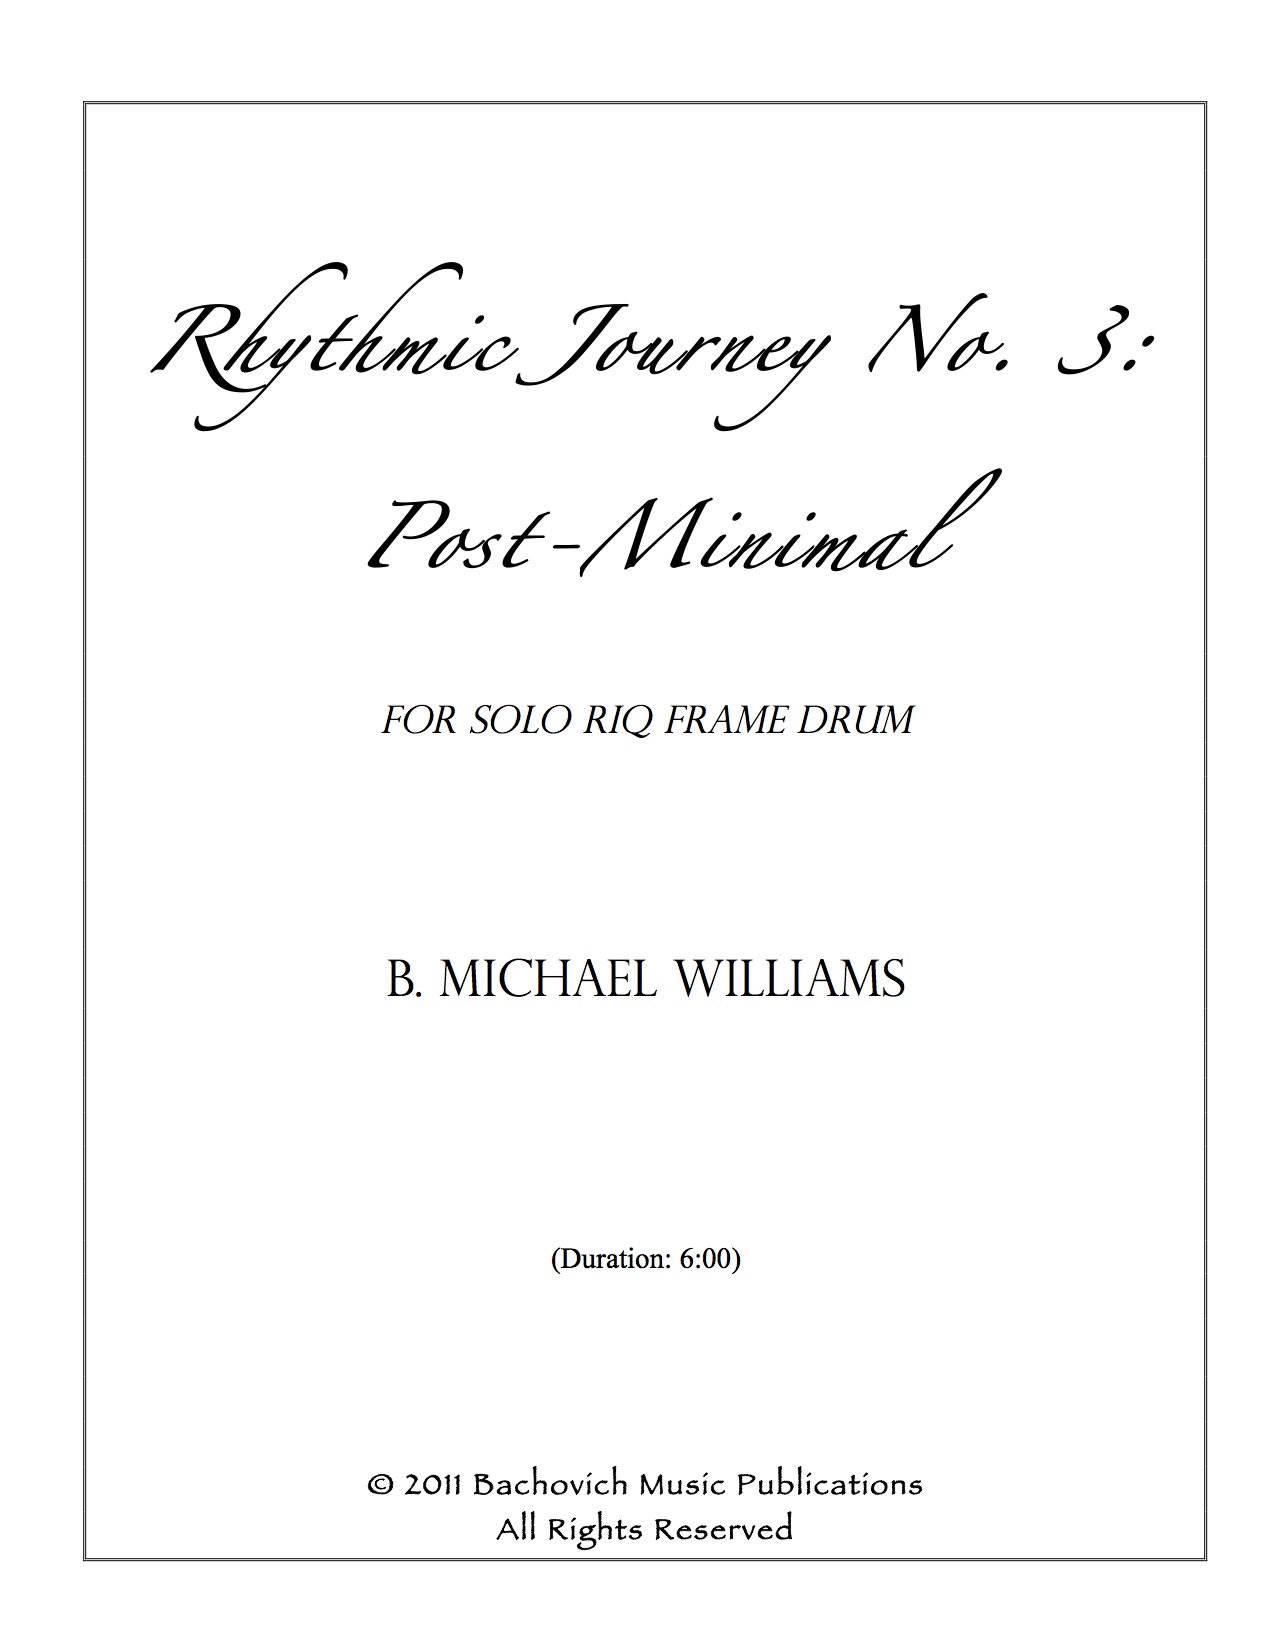 Rhythmic Journey No. 3:
Post-Minimal
FOR SOLO RIQ FRAME DRUM
B. MICHAEL WILLIAMS
(Duration: 6:00)
© 2011 Bachovich Music Publications
All Rights Reserved